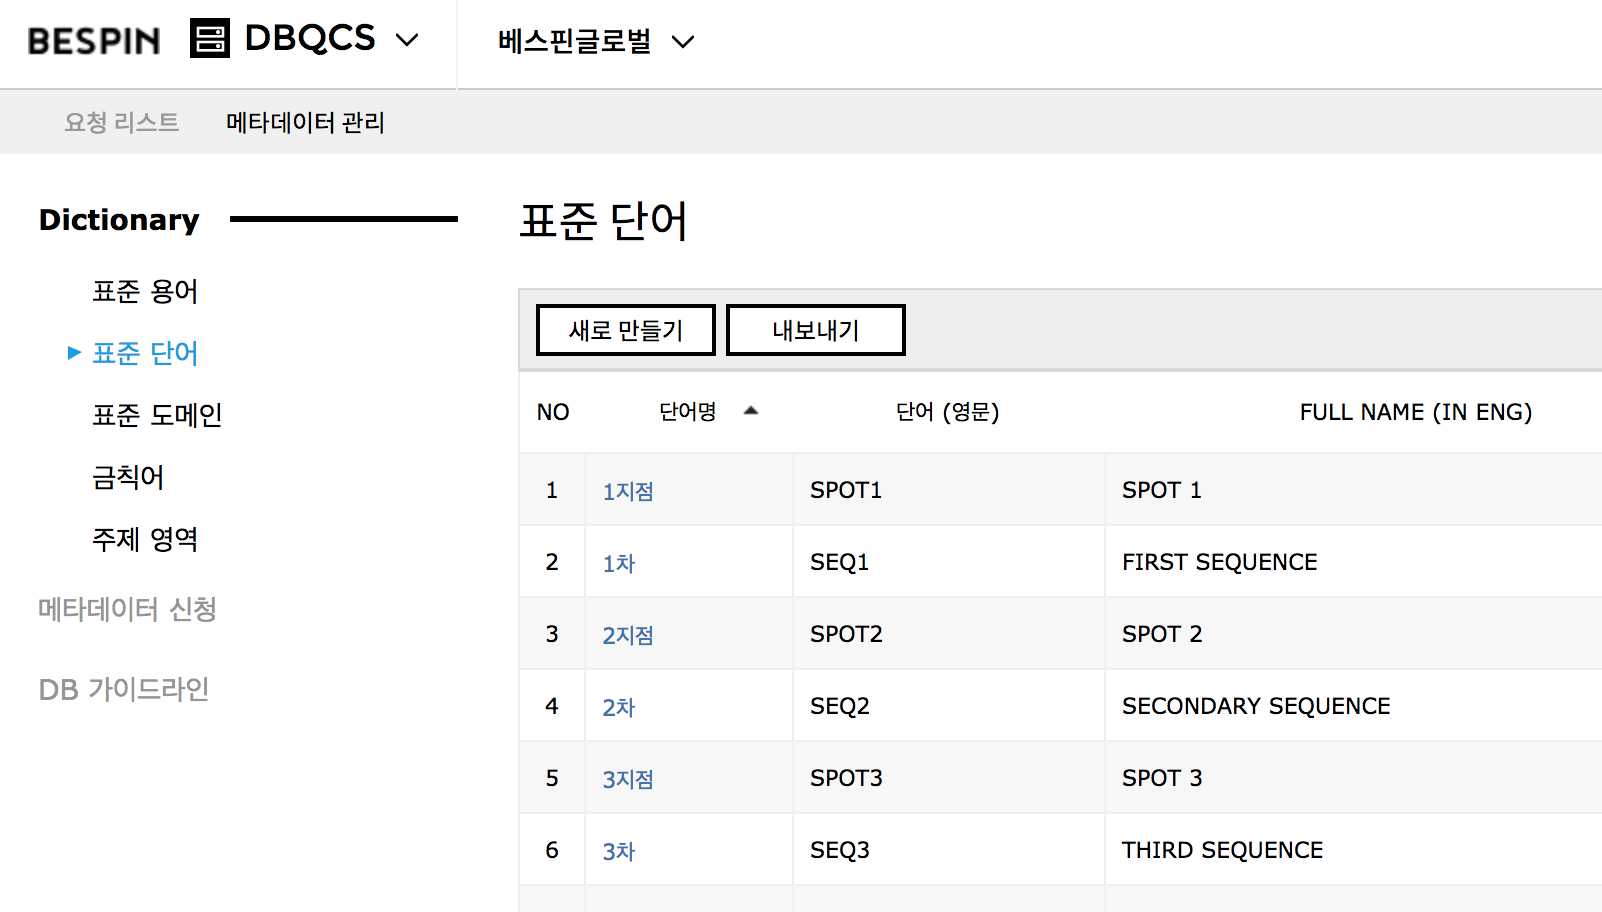 BESPIN DBQCS 베스핀글로벌
요청 리스트 메타데이터 관리
Dictionary
표준 용어
표준 단어
표준 도메인
금칙어
주제 영역
메타데이터 신청
DB 가이드라인
표준 단어
새로 만들기 내보내기
NO 단어명 단어 (영문) FULL NAME (IN ENG)
1 1지점 SPOT1 SPOT 1
2 1차 SEQ1 FIRST SEQUENCE
3 2지점 SPOT2 SPOT 2
4 2차 SEQ2 SECONDARY SEQUENCE
5 3지점 SPOT3 SPOT 3
6 3차 SEQ3 THIRD SEQUENCE